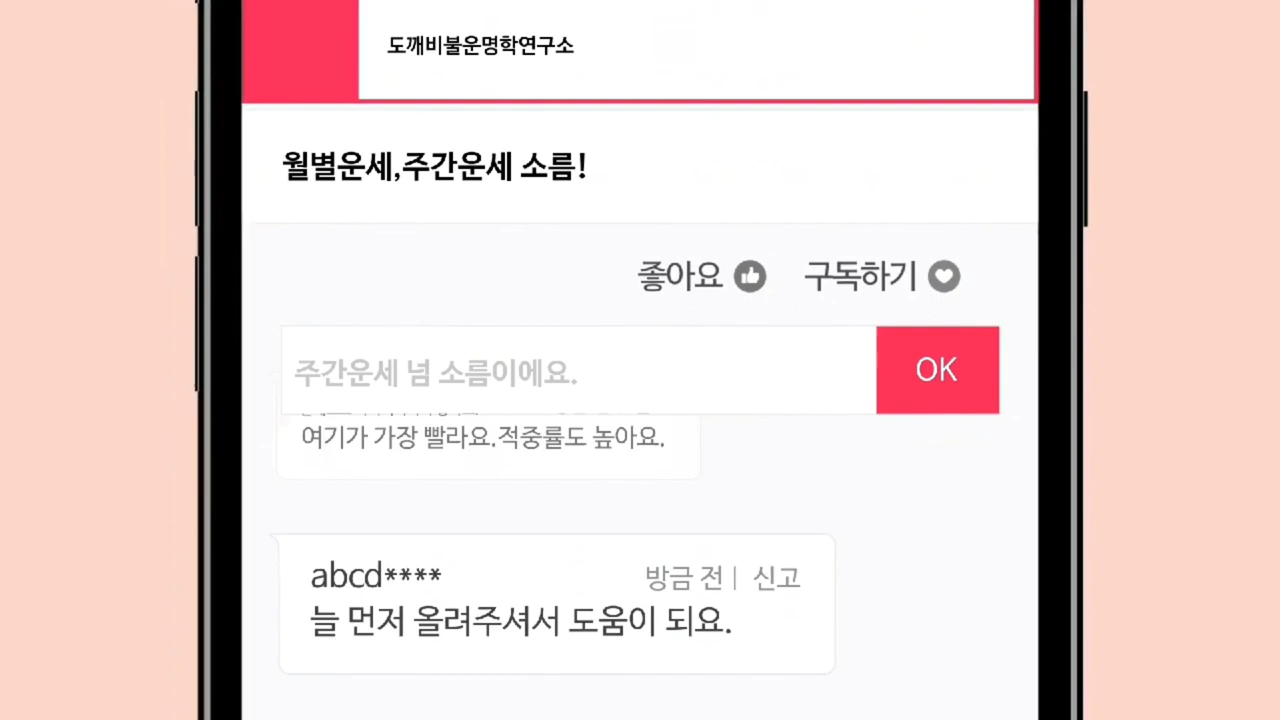 도깨비불운명학연구소
월별운세,주간운세 소름!
좋아요 구독하기
주간운세 넘 소름이에요.
OK
여기가 가장 빨라요.적중률도 높아요.
abcd**** 방금 전 | 신고
늘 먼저 올려주셔서 도움이 되요.